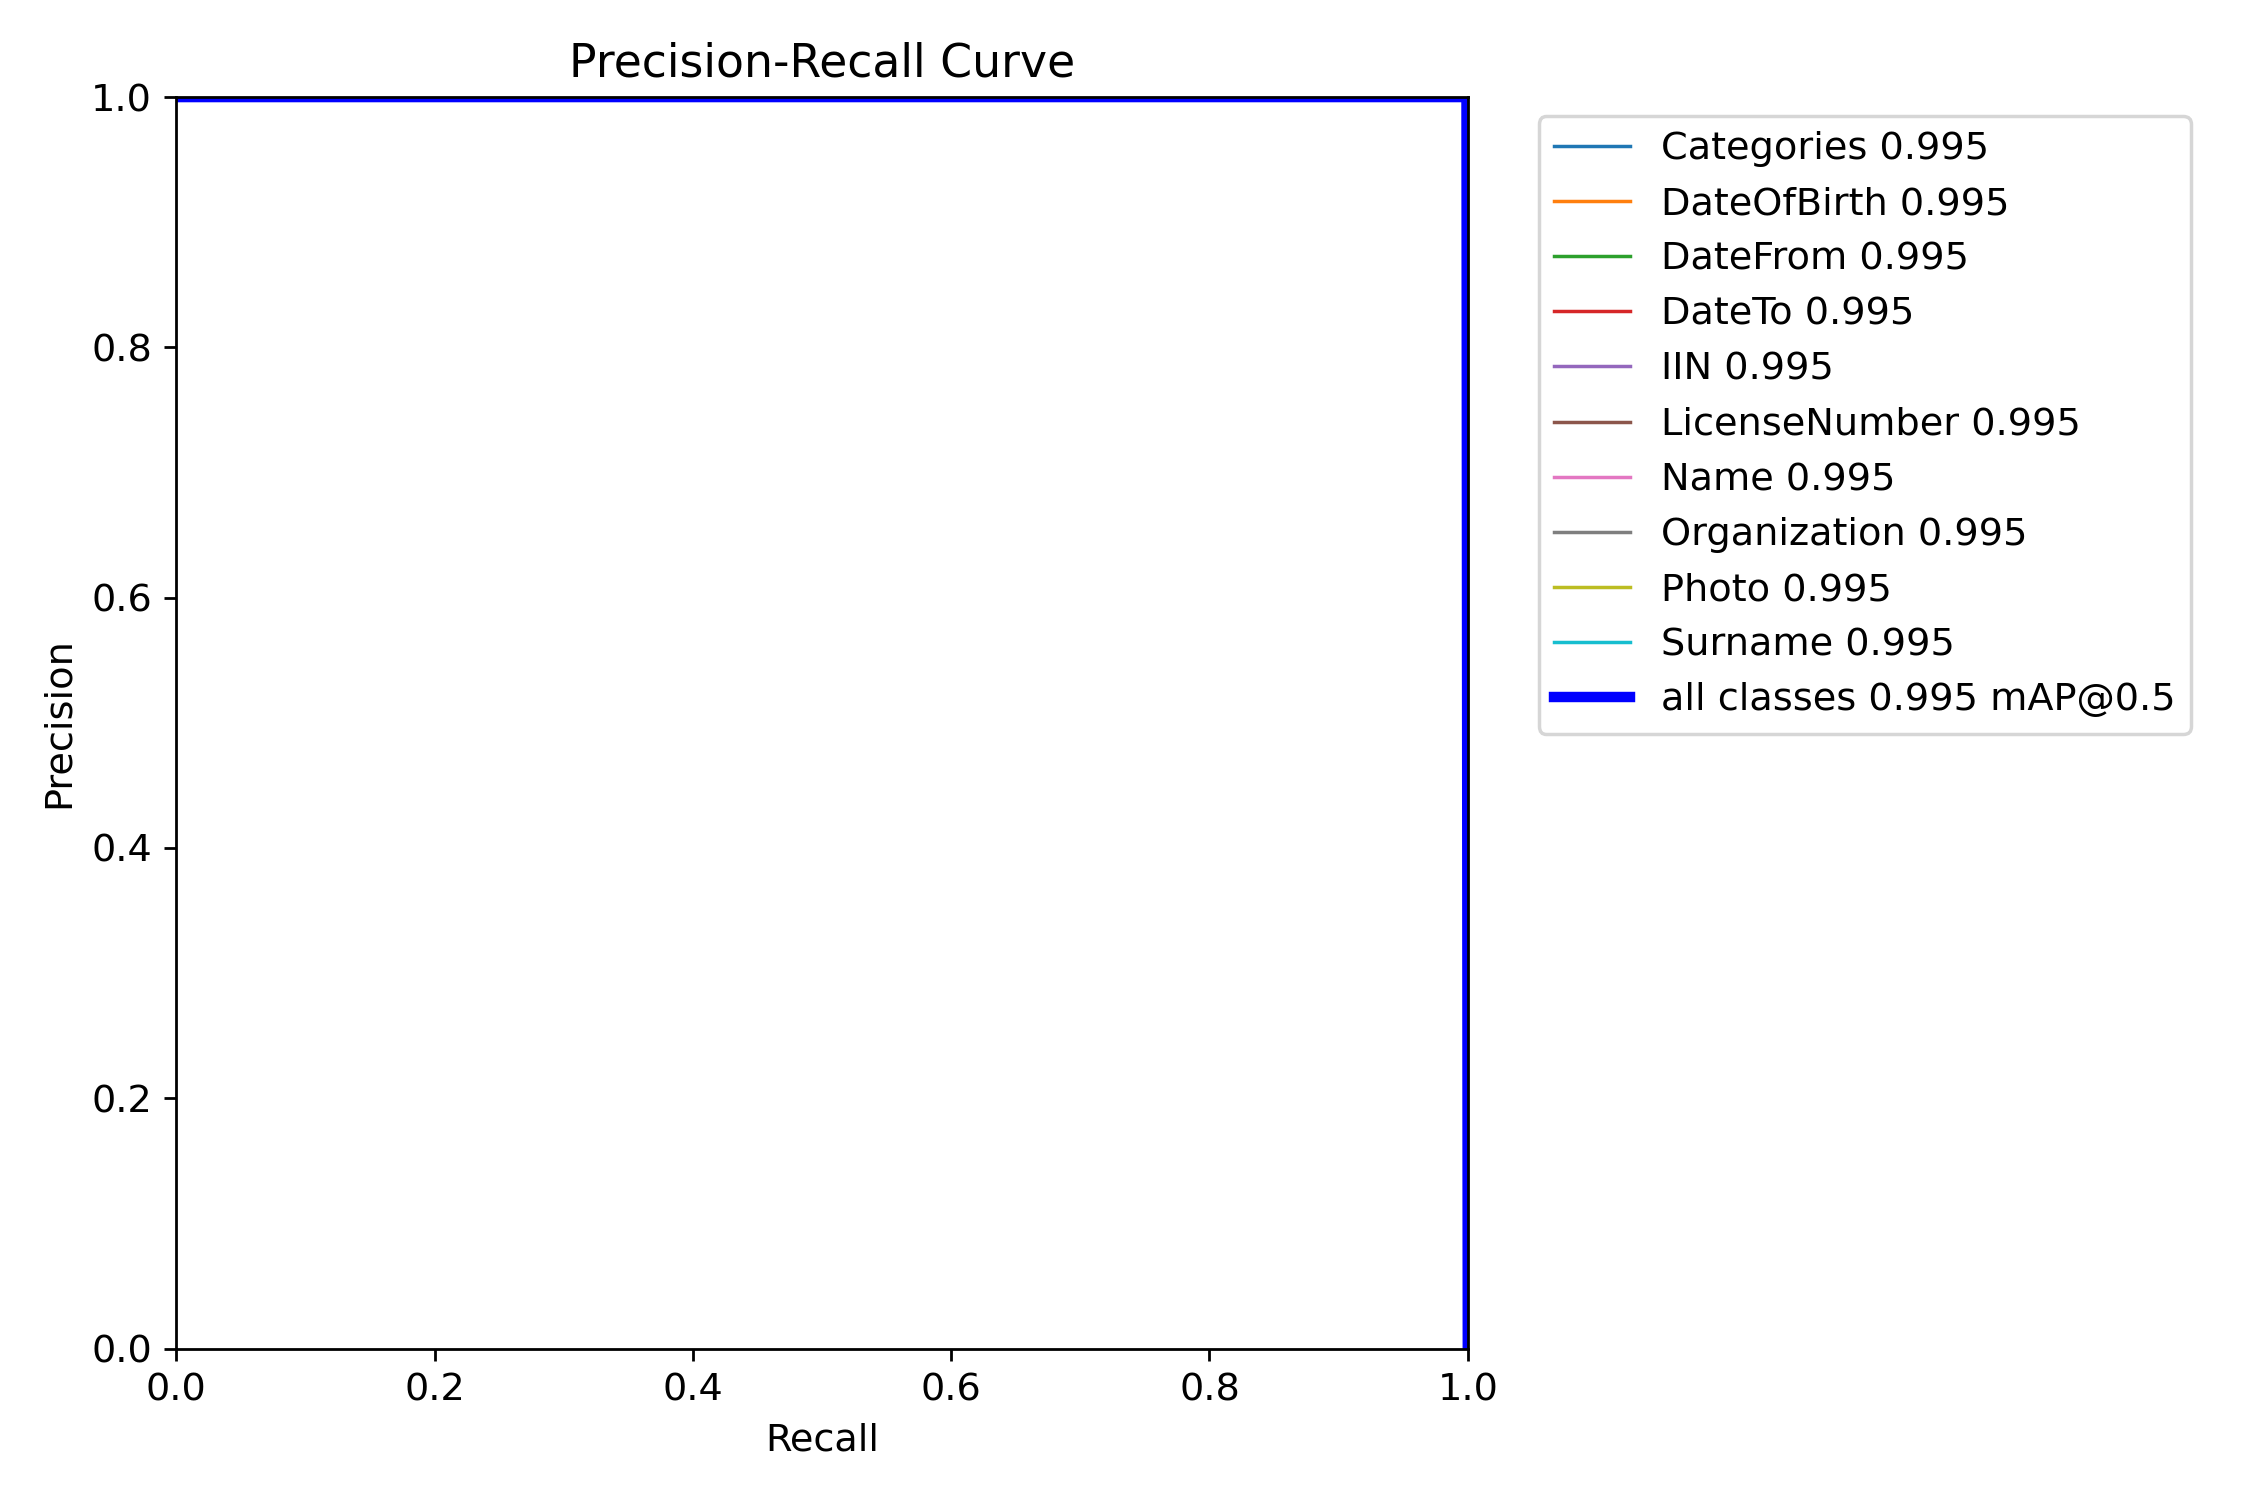 Precision-Recall Curve
1.0
0.8
0.6
0.4
0.2
0.0
Precision
0.0 0.2 0.4 0.6 0.8 1.0
Recall
Categories 0.995
DateOfBirth 0.995
DateFrom 0.995
DateTo 0.995
IIN 0.995
LicenseNumber 0.995
Name 0.995
Organization 0.995
Photo 0.995
Surname 0.995
all classes 0.995 mAP@0.5